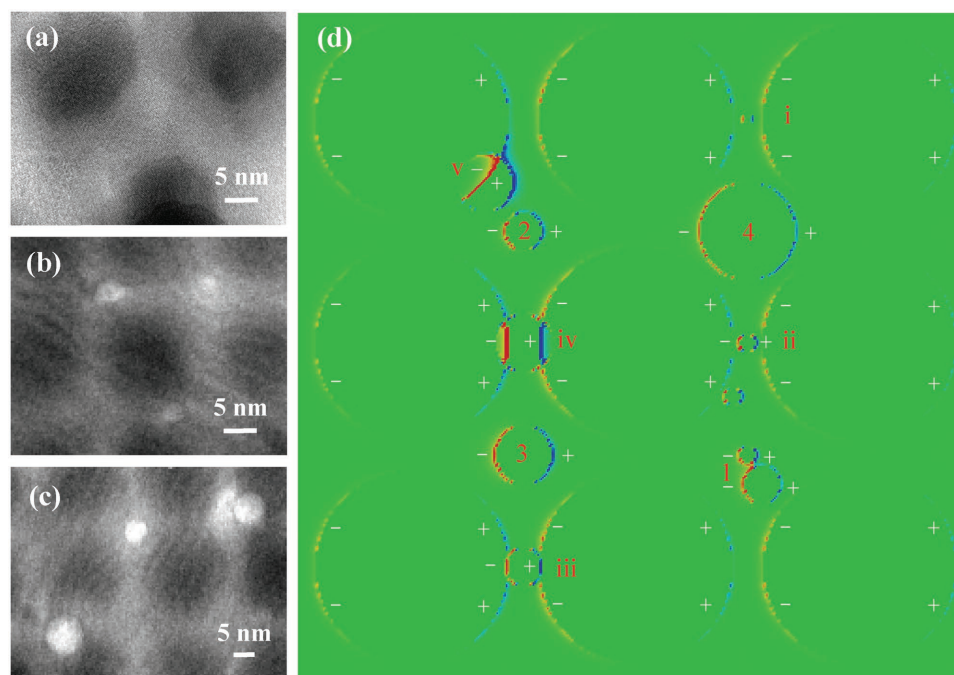 (a)
5 nm
(b)
5 nm
(c)
5 nm
(d)
− + − + − i
− + − +
v − +
− 2 +
− 4 +
− + − + −
− iv + − ii +
− + − + −
− 3 +
− +
1
− +
− + − + −
− + iii
− + − + −